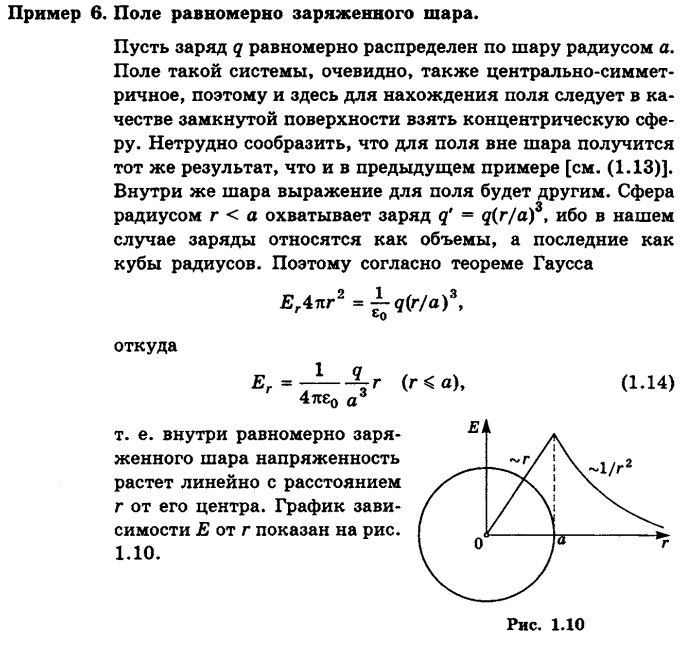 Пример 6. Поле равномерно заряженного шара.
Пусть заряд q равномерно распределен по шару радиусом a.
Поле такой системы, очевидно, также центрально-симмет-
ричное, поэтому и здесь для нахождения поля следует в ка-
честве замкнутой поверхности взять концентрическую сфе-
ру. Нетрудно сообразить, что для поля вне шара получится
тот же результат, что и в предыдущем примере [см. (1.13)].
Внутри же шара выражение для поля будет другим. Сфера
радиусом r < a охватывает заряд q' = q(r/a)³, ибо в нашем
случае заряды относятся как объемы, а последние как
кубы радиусов. Поэтому согласно теореме Гаусса
Eᵣ4πr² = 1/ε₀ q(r/a)³,
откуда
Eᵣ = 1/4πε₀ q/a³ r (r ⩽ a), (1.14)
т. е. внутри равномерно заря-
женного шара напряженность
растет линейно с расстоянием
r от его центра. График зави-
симости E от r показан на рис.
1.10.
E
~r
~1/r²
0
a
r
Рис. 1.10